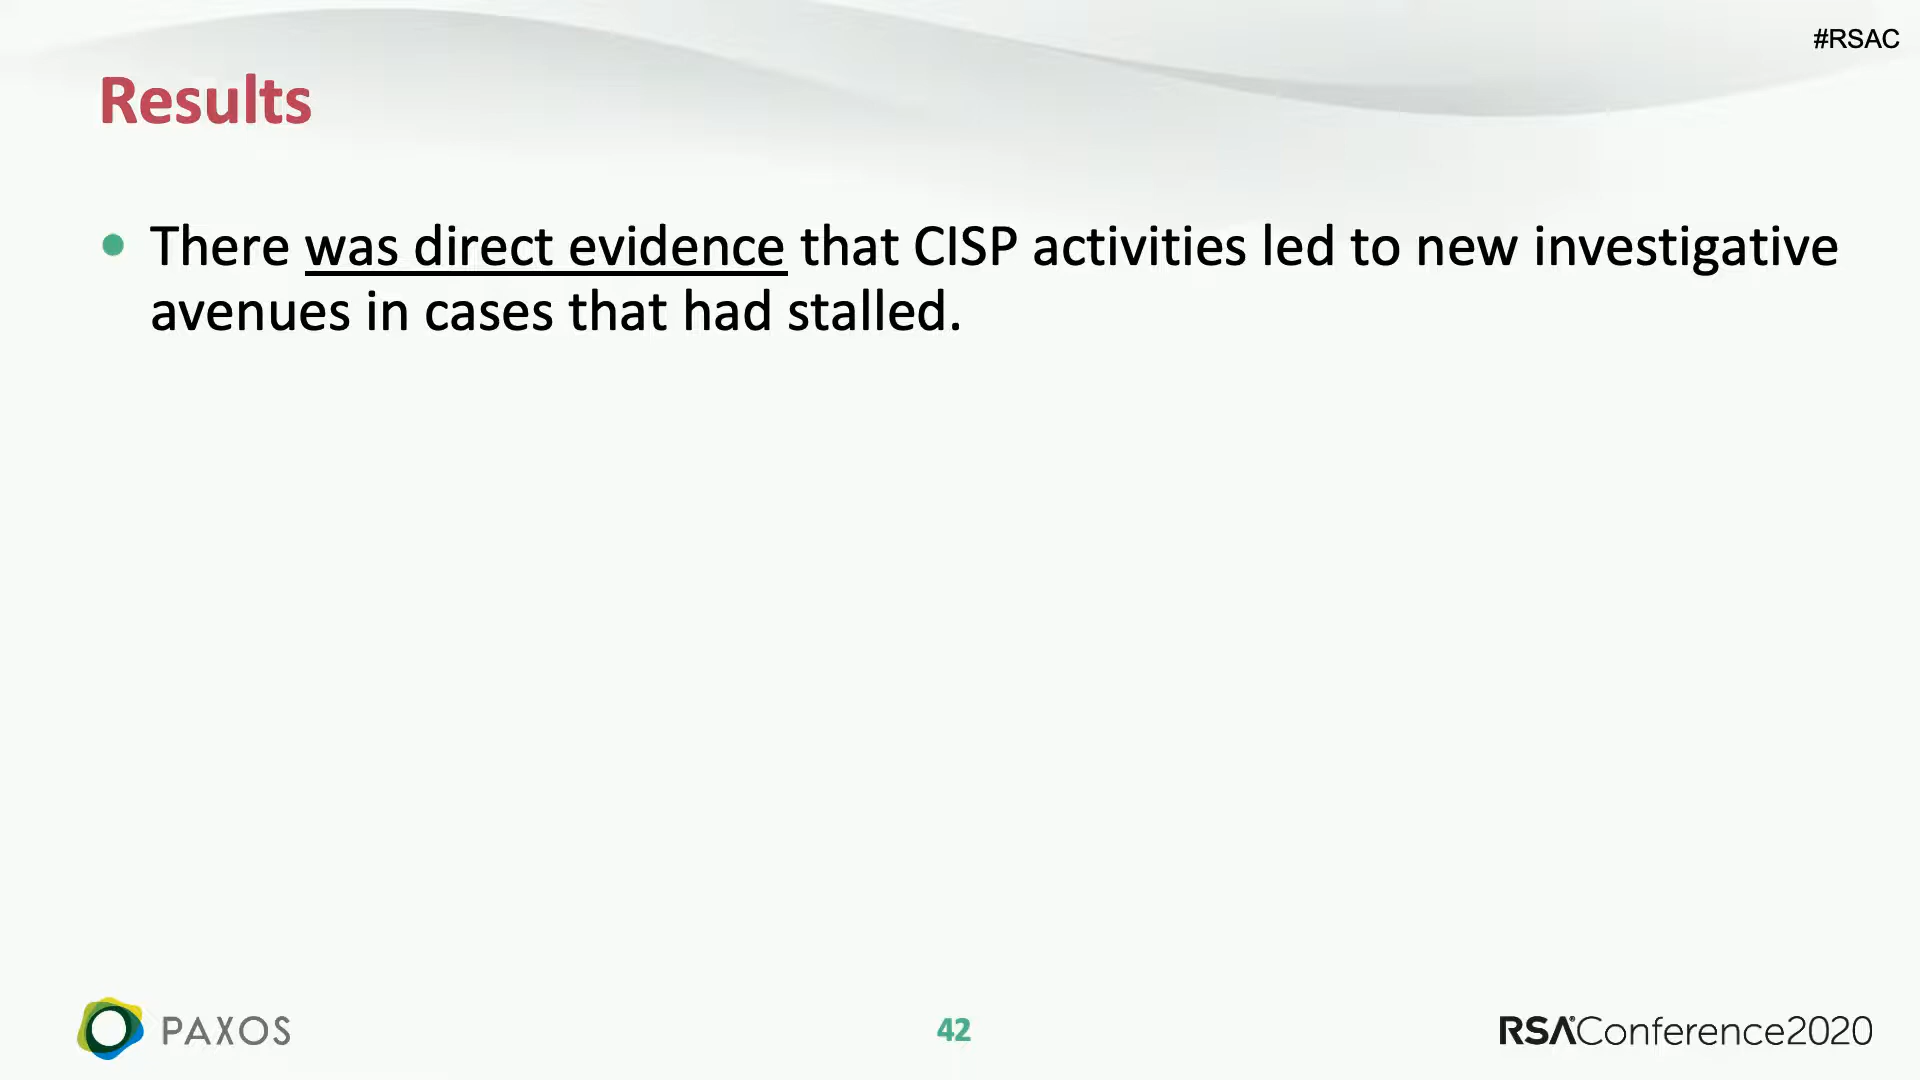 #RSAC
Results
• There was direct evidence that CISP activities led to new investigative
avenues in cases that had stalled.
PAXOS
42
RSAConference2020